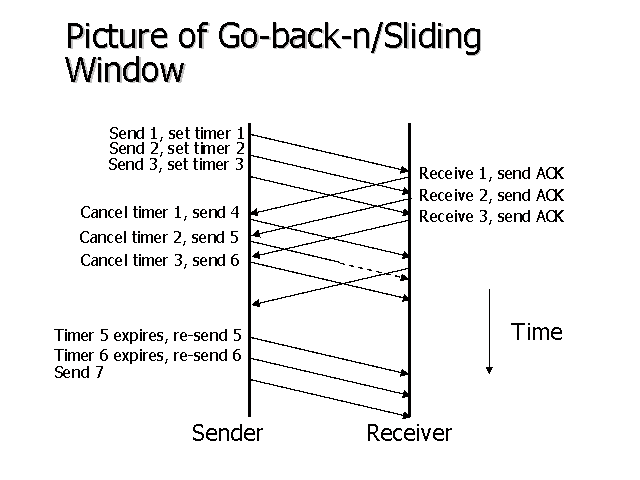 Picture of Go-back-n/Sliding
Window
Send 1, set timer 1
Send 2, set timer 2
Send 3, set timer 3
Receive 1, send ACK
Receive 2, send ACK
Receive 3, send ACK
Cancel timer 1, send 4
Cancel timer 2, send 5
Cancel timer 3, send 6
Time
Timer 5 expires, re-send 5
Timer 6 expires, re-send 6
Send 7
Sender
Receiver